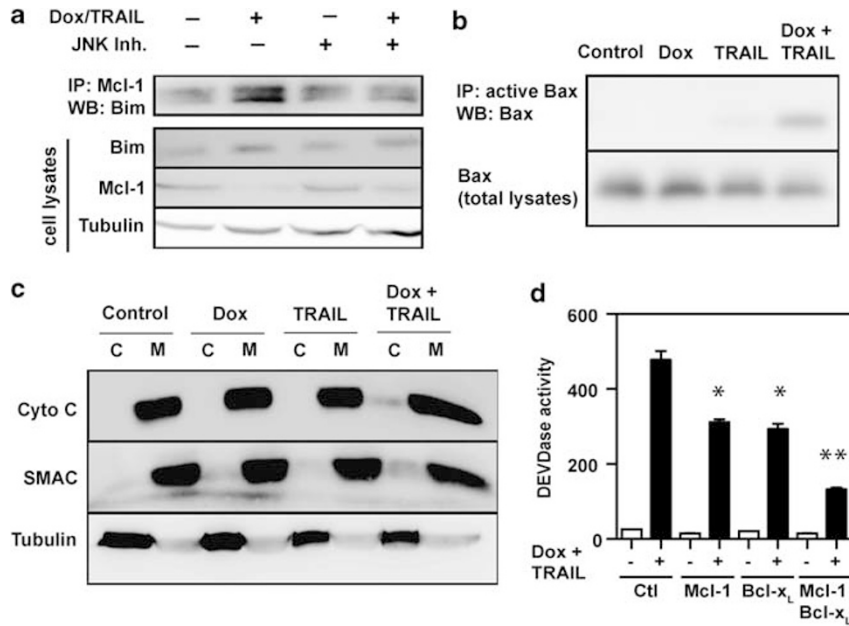 a
Dox/TRAIL – + – +
JNK Inh. – – + +
IP: Mcl-1
WB: Bim
cell lysates
Bim
Mcl-1
Tubulin
b
Control Dox TRAIL Dox + TRAIL
IP: active Bax
WB: Bax
Bax
(total lysates)
c
Control Dox TRAIL Dox + TRAIL
C M C M C M C M
Cyto C
SMAC
Tubulin
d
DEVDase activity
600
400
200
0
* * **
Dox + TRAIL - + - + - + - +
Ctl Mcl-1 Bcl-xL Mcl-1 Bcl-xL